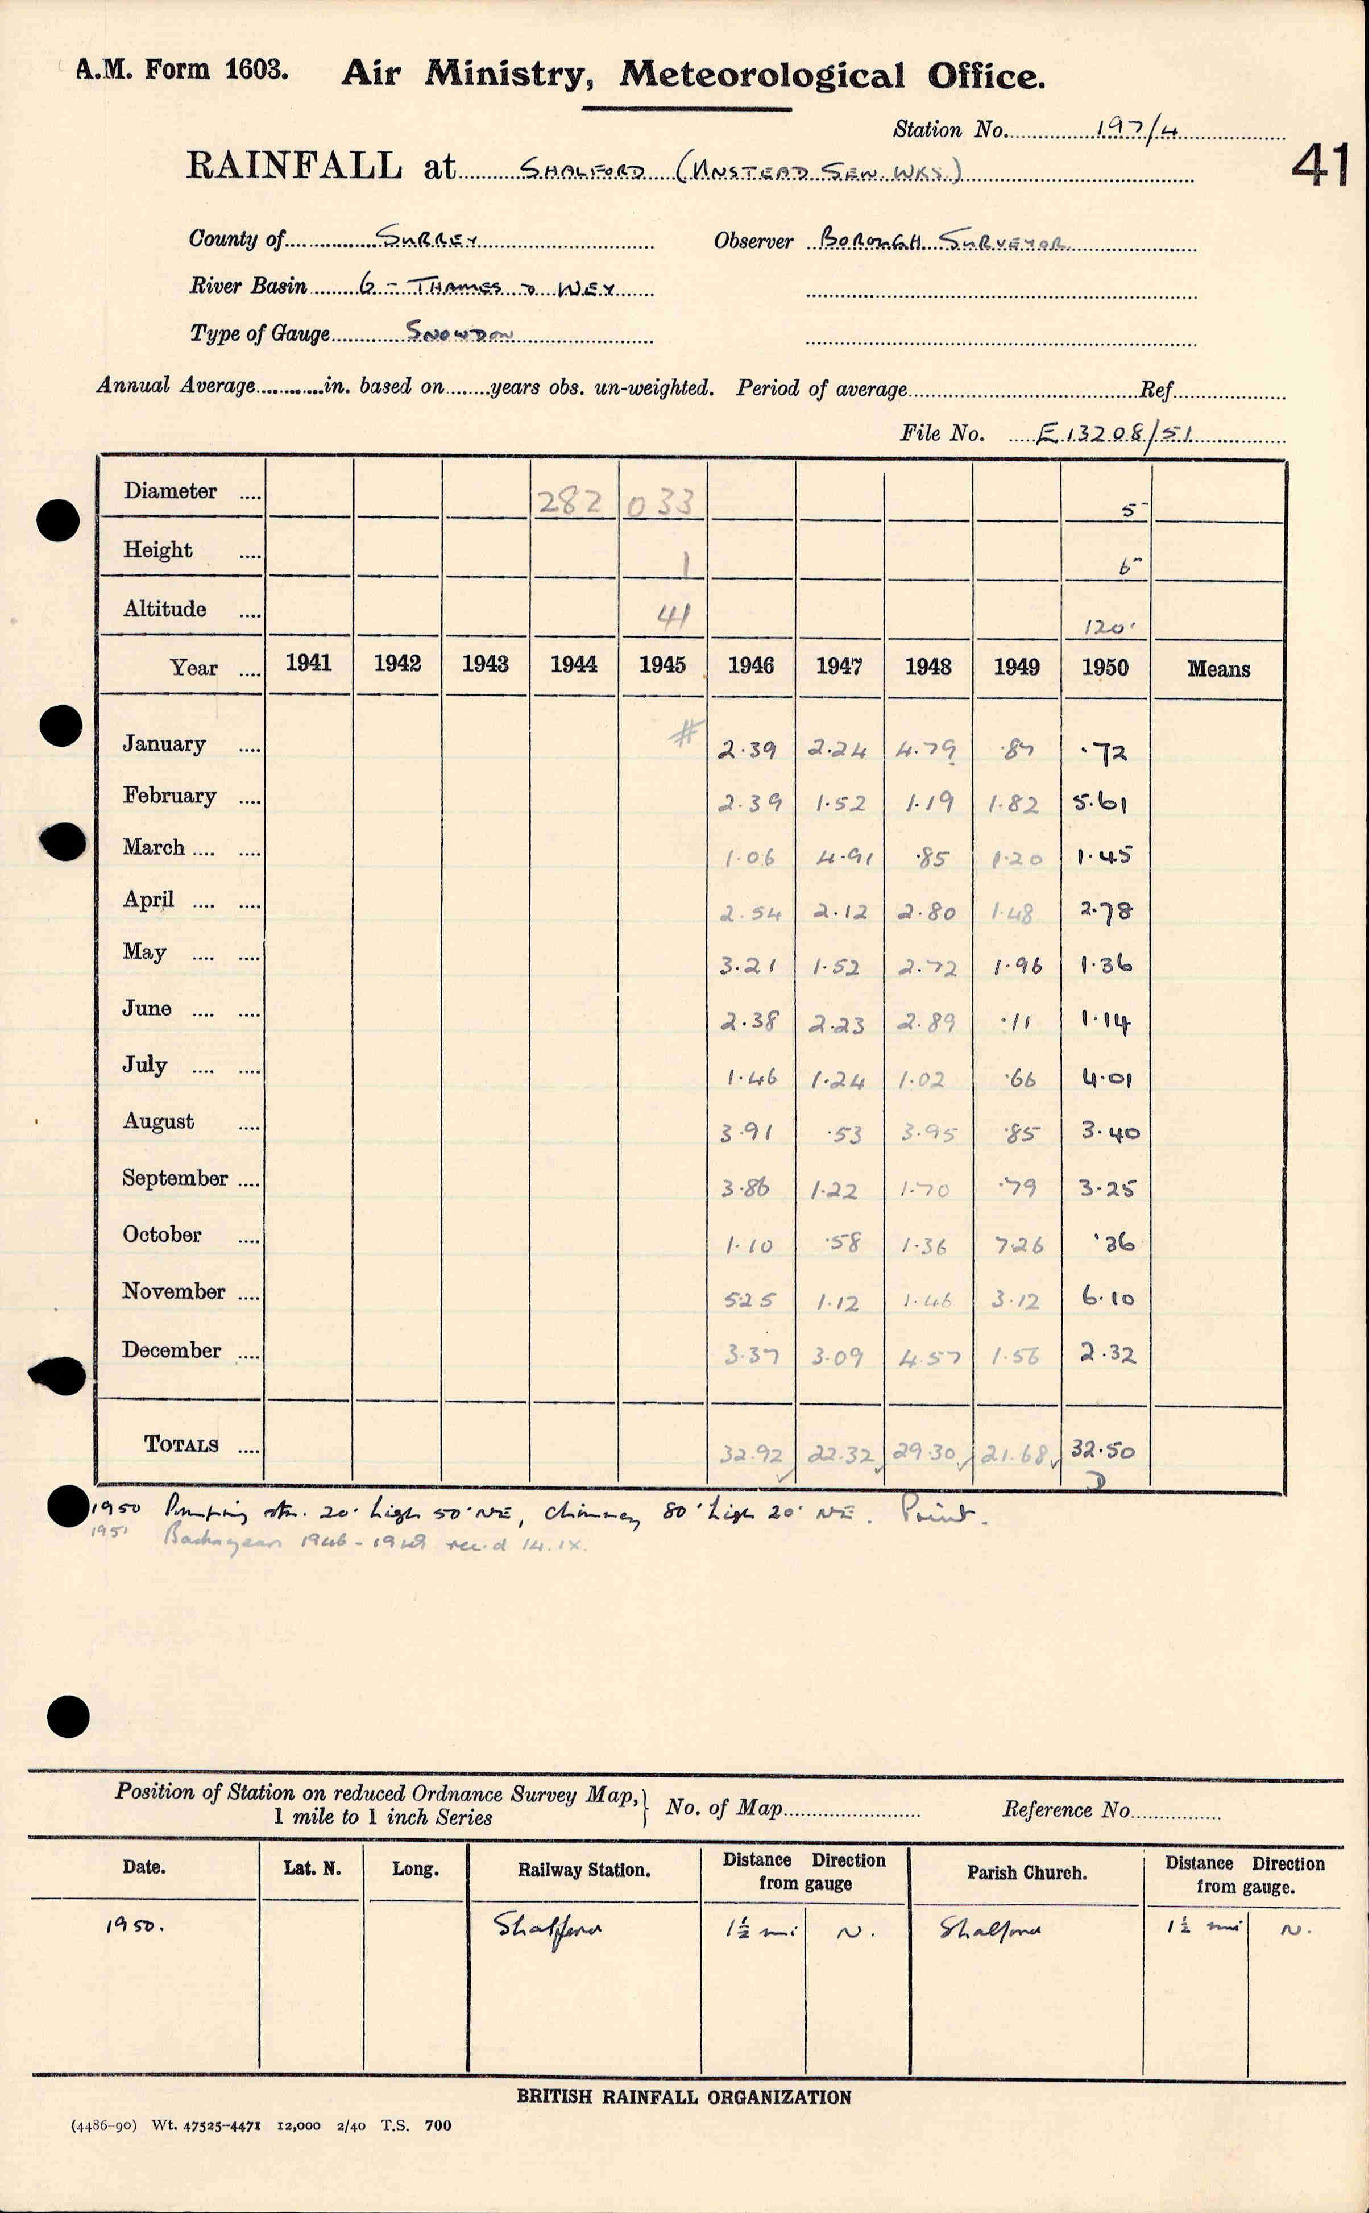 A.M. Form 1603. Air Ministry, Meteorological Office.
Station No. 197/4
41
RAINFALL at SHALFORD (UNSTEAD SEW. WKS.)
County of SURREY Observer BOROUGH SURVEYOR
River Basin 6 - THAMES & WEY
Type of Gauge SNOWDON
Annual Average in. based on years obs. un-weighted. Period of average Ref.
File No. E 13208/51
Diameter 282 033 5
Height 1 6"
Altitude 41 120'
Year 1941 1942 1943 1944 1945 1946 1947 1948 1949 1950 Means
January # 2.39 2.24 4.79 .87 .72
February 2.39 1.52 1.19 1.82 5.61
March 1.06 4.91 .85 1.20 1.45
April 2.54 2.12 2.80 1.48 2.78
May 3.21 1.52 2.72 1.96 1.36
June 2.38 2.23 2.89 .11 1.14
July 1.46 1.24 1.02 .66 4.01
August 3.91 .53 3.95 .85 3.40
September 3.86 1.22 1.70 .79 3.25
October 1.10 .58 1.36 7.26 .36
November 5.25 1.12 1.46 3.12 6.10
December 3.37 3.09 4.57 1.56 2.32
TOTALS 32.92 22.32 29.30 21.68 32.50
D
1950 Pumping stn. 20' high 50' NE, chimney 80' high 20' NE. Print.
1951 Back years 1946-1949 rec.d 14.IX.
Position of Station on reduced Ordnance Survey Map, No. of Map Reference No.
1 mile to 1 inch Series
Date. Lat. N. Long. Railway Station. Distance Direction from gauge Parish Church. Distance Direction from gauge.
1950. Shalford 1½ mi N. Shalford 1½ mi N.
BRITISH RAINFALL ORGANIZATION
(4486-90) Wt. 47525-4471 12,000 2/40 T.S. 700